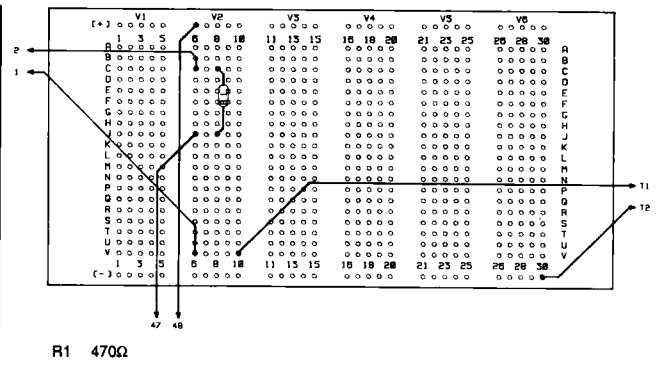 V1 V2 V3 V4 V5 V6
(+)
1 3 5 6 8 10 11 13 15 16 18 20 21 23 25 26 28 30
A A
2 B B
C C
1 D D
E E
F F
G G
H H
J J
K K
L L
M M
N N
P P T1
Q Q
R R T2
S S
T T
U U
V V
1 3 5 6 8 10 11 13 15 16 18 20 21 23 25 26 28 30
(-)
47 48
R1 470Ω